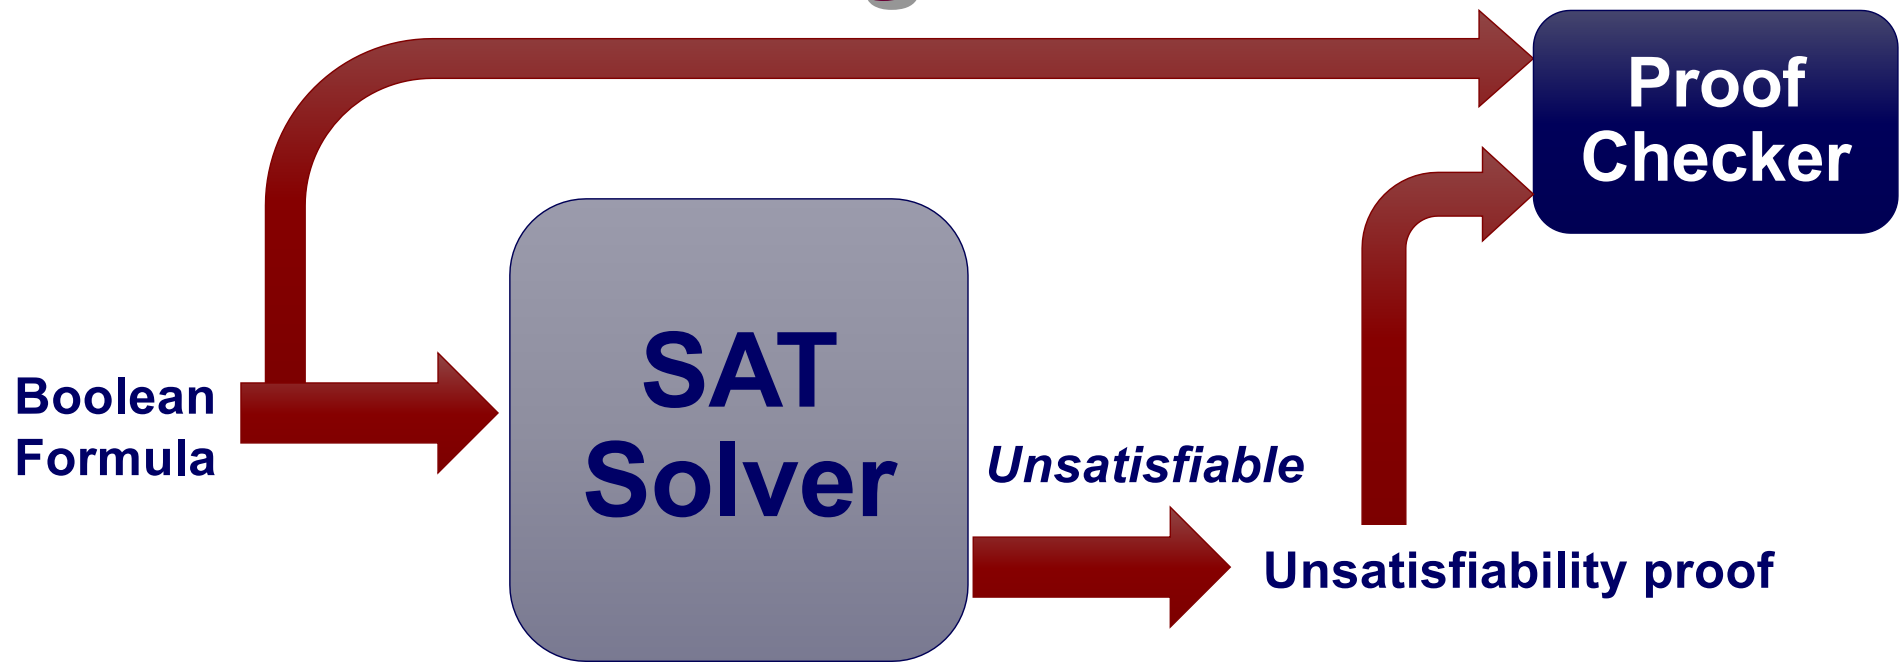 Proof
Checker
SAT
Solver
Boolean
Formula
Unsatisfiable
Unsatisfiability proof